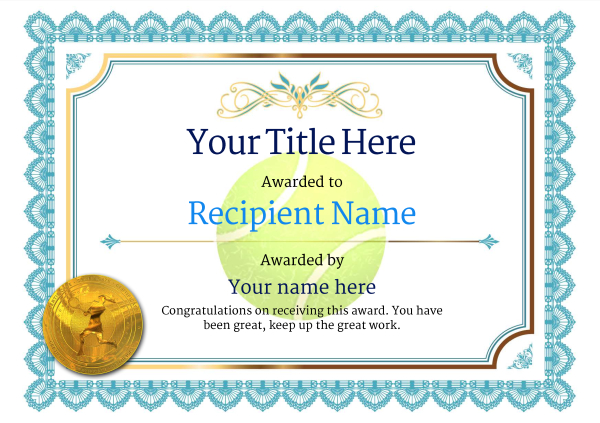 Your Title Here
Awarded to
Recipient Name
Awarded by
Your name here
Congratulations on receiving this award. You have
been great, keep up the great work.